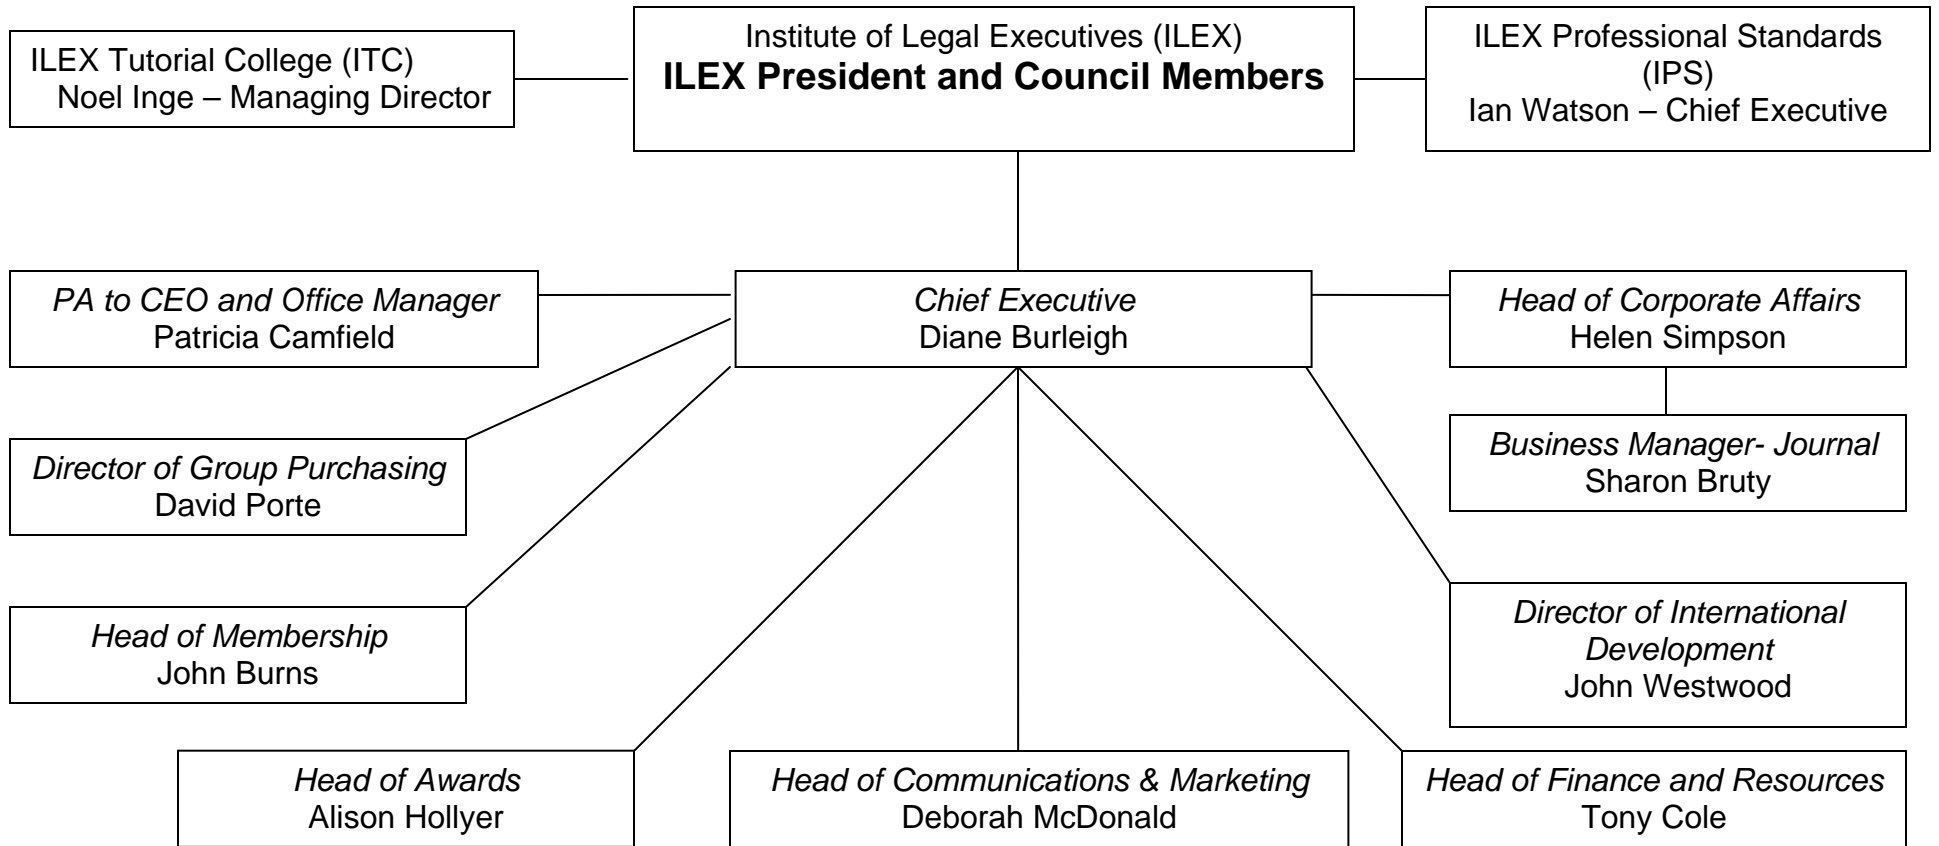 ILEX Tutorial College (ITC)
Noel Inge – Managing Director
Institute of Legal Executives (ILEX)
ILEX President and Council Members
ILEX Professional Standards
(IPS)
Ian Watson – Chief Executive
PA to CEO and Office Manager
Patricia Camfield
Chief Executive
Diane Burleigh
Head of Corporate Affairs
Helen Simpson
Business Manager- Journal
Sharon Bruty
Director of Group Purchasing
David Porte
Head of Membership
John Burns
Director of International
Development
John Westwood
Head of Awards
Alison Hollyer
Head of Communications & Marketing
Deborah McDonald
Head of Finance and Resources
Tony Cole